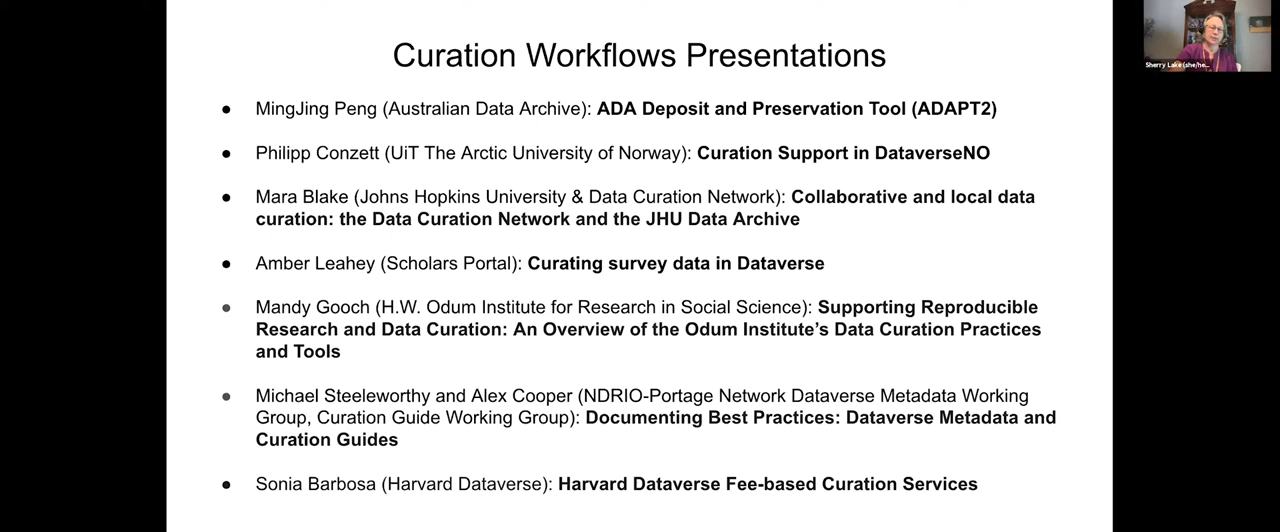 Curation Workflows Presentations
● MingJing Peng (Australian Data Archive): ADA Deposit and Preservation Tool (ADAPT2)
● Philipp Conzett (UiT The Arctic University of Norway): Curation Support in DataverseNO
● Mara Blake (Johns Hopkins University & Data Curation Network): Collaborative and local data
curation: the Data Curation Network and the JHU Data Archive
● Amber Leahey (Scholars Portal): Curating survey data in Dataverse
● Mandy Gooch (H.W. Odum Institute for Research in Social Science): Supporting Reproducible
Research and Data Curation: An Overview of the Odum Institute’s Data Curation Practices
and Tools
● Michael Steeleworthy and Alex Cooper (NDRIO-Portage Network Dataverse Metadata Working
Group, Curation Guide Working Group): Documenting Best Practices: Dataverse Metadata and
Curation Guides
● Sonia Barbosa (Harvard Dataverse): Harvard Dataverse Fee-based Curation Services
Sherry Lake (she/he...